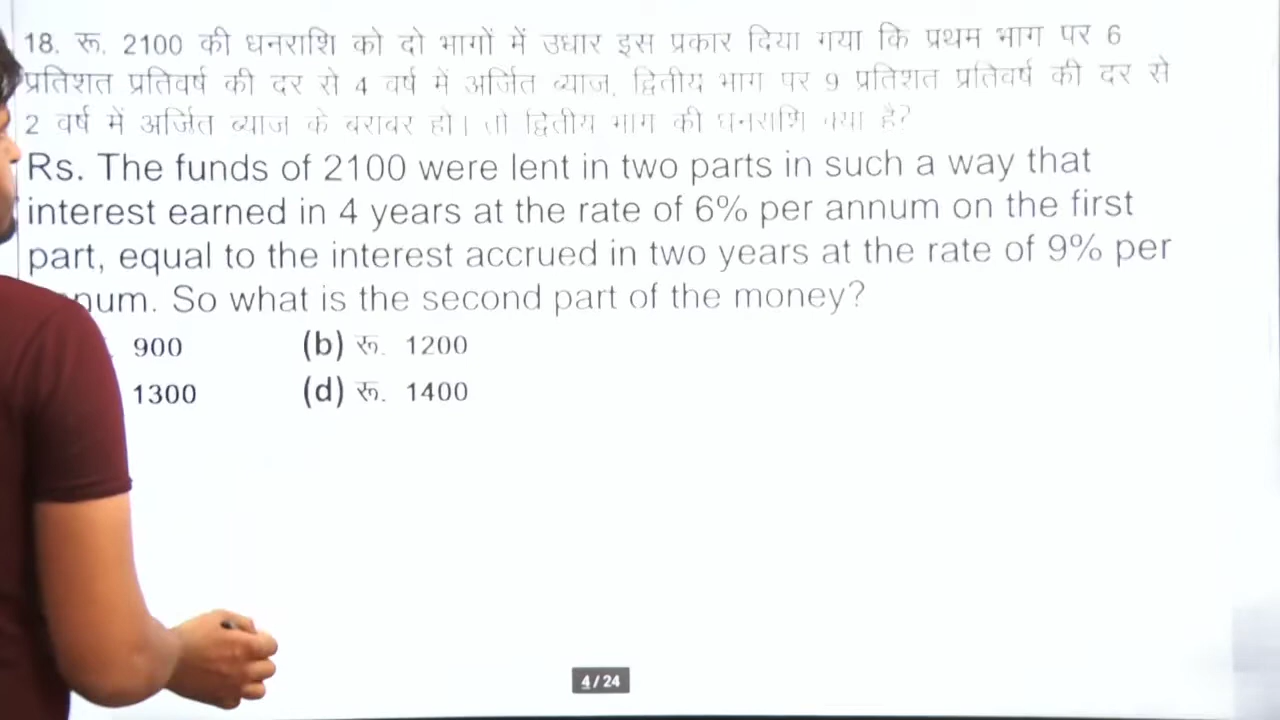 18. रू. 2100 की धनराशि को दो भागों में उधार इस प्रकार दिया गया कि प्रथम भाग पर 6
प्रतिशत प्रतिवर्ष की दर से 4 वर्ष में अर्जित ब्याज, द्वितीय भाग पर 9 प्रतिशत प्रतिवर्ष की दर से
2 वर्ष में अर्जित ब्याज के बराबर हो। तो द्वितीय भाग की धनराशि क्या है?
Rs. The funds of 2100 were lent in two parts in such a way that
interest earned in 4 years at the rate of 6% per annum on the first
part, equal to the interest accrued in two years at the rate of 9% per
num. So what is the second part of the money?
900 (b) रू. 1200
1300 (d) रू. 1400
4/24